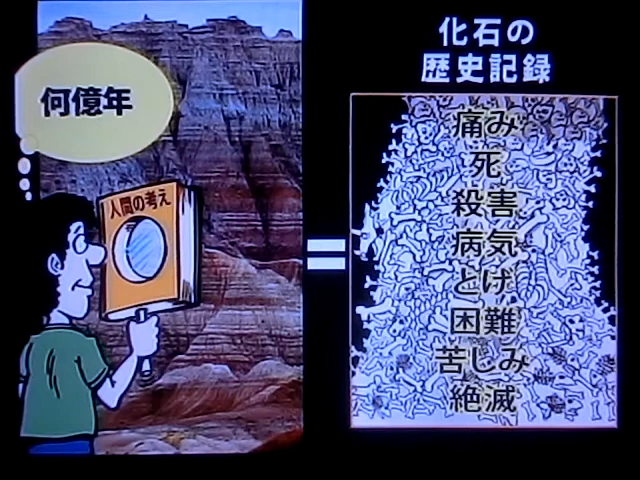 何億年
人間の考え
化石の
歴史記録
痛み
死
殺害
病気
とげ
困難
苦しみ
絶滅